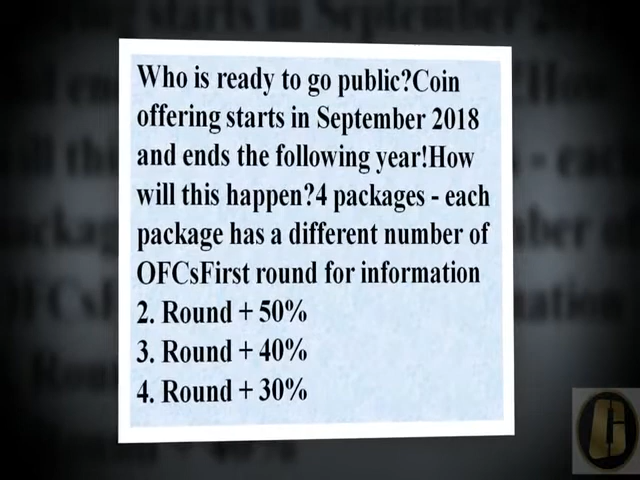 Who is ready to go public?Coin
offering starts in September 2018
and ends the following year!How
will this happen?4 packages - each
package has a different number of
OFCsFirst round for information
2. Round + 50%
3. Round + 40%
4. Round + 30%